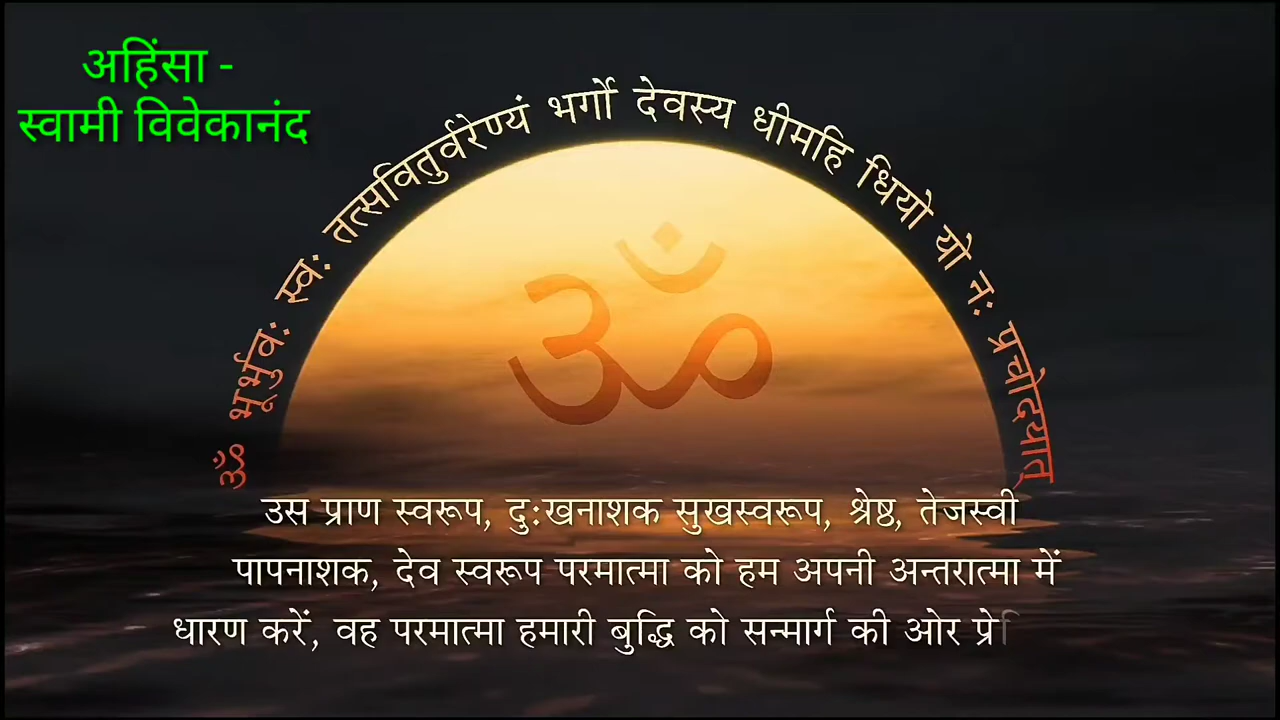 अहिंसा -
स्वामी विवेकानंद
ॐ भूर्भुवः स्वः तत्सवितुर्वरेण्यं भर्गो देवस्य धीमहि धियो यो नः प्रचोदयात्
ॐ
उस प्राण स्वरूप, दुःखनाशक सुखस्वरूप, श्रेष्ठ, तेजस्वी
पापनाशक, देव स्वरूप परमात्मा को हम अपनी अन्तरात्मा में
धारण करें, वह परमात्मा हमारी बुद्धि को सन्मार्ग की ओर